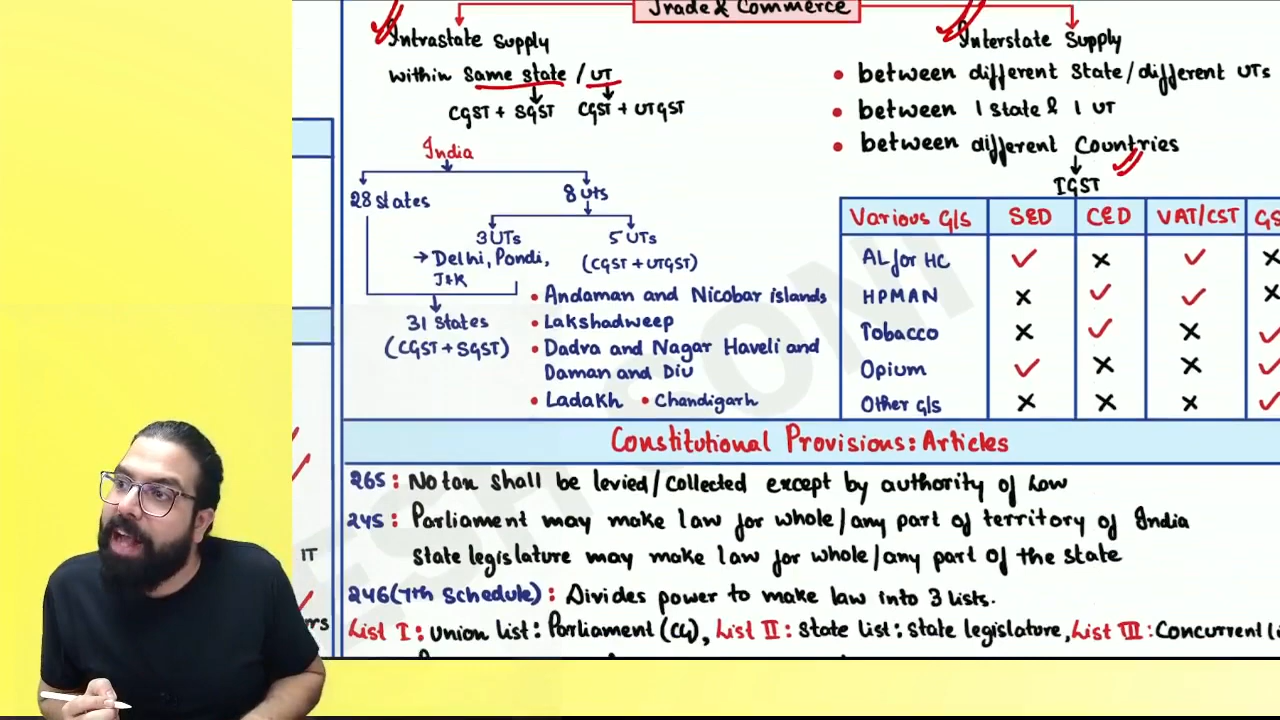 Trade & Commerce
Intrastate Supply
within same state / UT
CGST + SGST CGST + UTGST
India
28 states
8 Uts
3 UTs
5 UTs
→ Delhi, Pondi,
J&K
(CGST + UTGST)
31 States
(CGST + SGST)
• Andaman and Nicobar islands
• Lakshadweep
• Dadra and Nagar Haveli and
Daman and Diu
• Ladakh • Chandigarh
Interstate Supply
• between different state/different UTs
• between 1 state & 1 UT
• between different Countries
IGST
Various G/s SED CED VAT/CST GS
AL for HC ✓ × ✓ ×
HPMAN × ✓ ✓ ×
Tobacco × ✓ × ✓
Opium ✓ × × ✓
Other G/s × × × ✓
Constitutional Provisions: Articles
265: No tax shall be levied/collected except by authority of Law
245: Parliament may make law for whole/any part of territory of India
state legislature may make law for whole/any part of the state
246(7th Schedule): Divides power to make law into 3 lists.
List I: Union list: Parliament (CG), List II: State list: state legislature, List III: Concurrent
IT